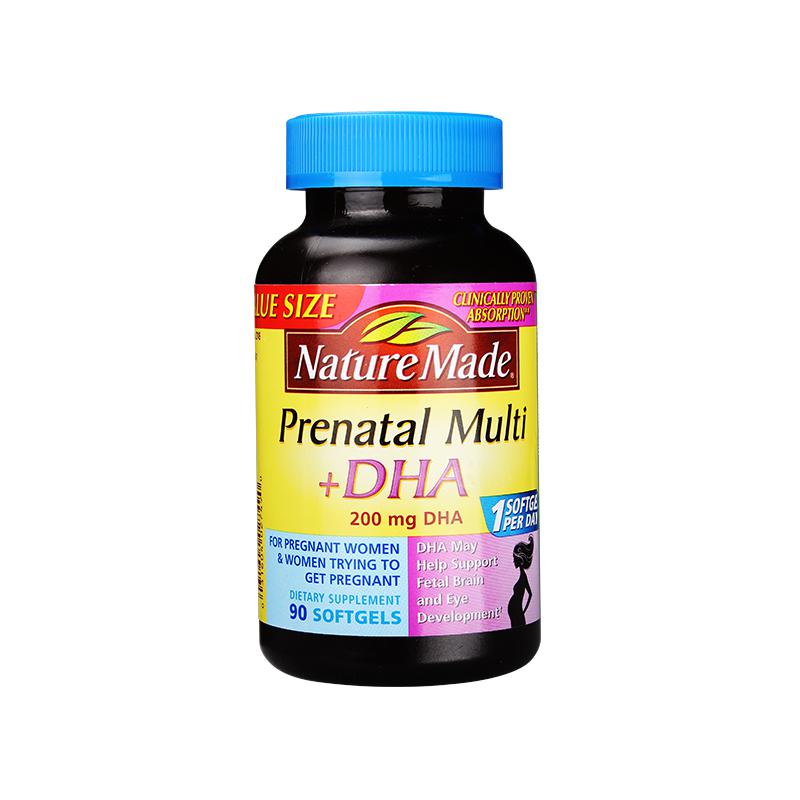 LUE SIZE
CLINICALLY PROVEN
ABSORPTION**
Nature Made®
Prenatal Multi
+DHA
200 mg DHA
1 SOFTGE
PER DAY
FOR PREGNANT WOMEN
& WOMEN TRYING TO
GET PREGNANT
DIETARY SUPPLEMENT
90 SOFTGELS
DHA May
Help Support
Fetal Brain
and Eye
Development†